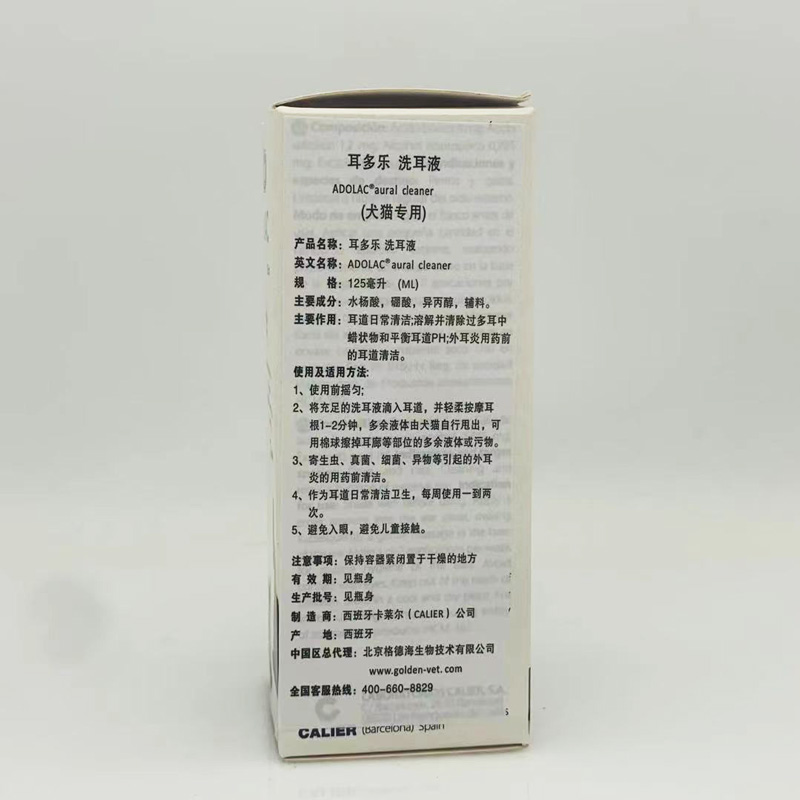 耳多乐 洗耳液
ADOLAC®aural cleaner
(犬猫专用)
产品名称：耳多乐 洗耳液
英文名称：ADOLAC®aural cleaner
规 格：125毫升 (ML)
主要成分：水杨酸，硼酸，异丙醇，辅料。
主要作用：耳道日常清洁;溶解并清除过多耳中
蜡状物和平衡耳道PH;外耳炎用药前
的耳道清洁。
使用及适用方法:
1、使用前摇匀;
2、将充足的洗耳液滴入耳道，并轻柔按摩耳
根1-2分钟，多余液体由犬猫自行甩出，可
用棉球擦掉耳廓等部位的多余液体或污物。
3、寄生虫、真菌、细菌、异物等引起的外耳
炎的用药前清洁。
4、作为耳道日常清洁卫生，每周使用一到两
次。
5、避免入眼，避免儿童接触。
注意事项：保持容器紧闭置于干燥的地方
有 效 期：见瓶身
生产批号：见瓶身
制 造 商：西班牙卡莱尔（CALIER）公司
产 地：西班牙
中国区总代理：北京格德海生物技术有限公司
www.golden-vet.com
全国客服热线：400-660-8829
CALIER (Barcelona) Spain